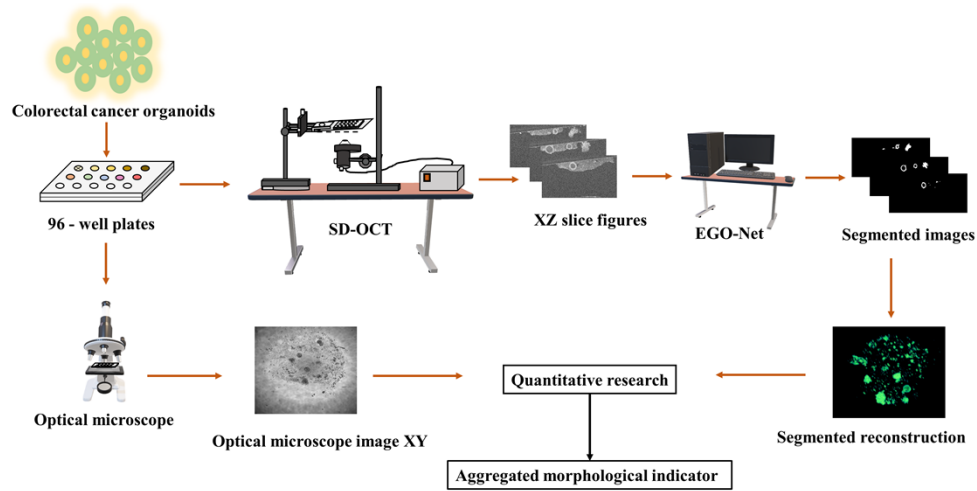 Colorectal cancer organoids
96 - well plates
SD-OCT
XZ slice figures
EGO-Net
Segmented images
Optical microscope
Optical microscope image XY
Quantitative research
Segmented reconstruction
Aggregated morphological indicator